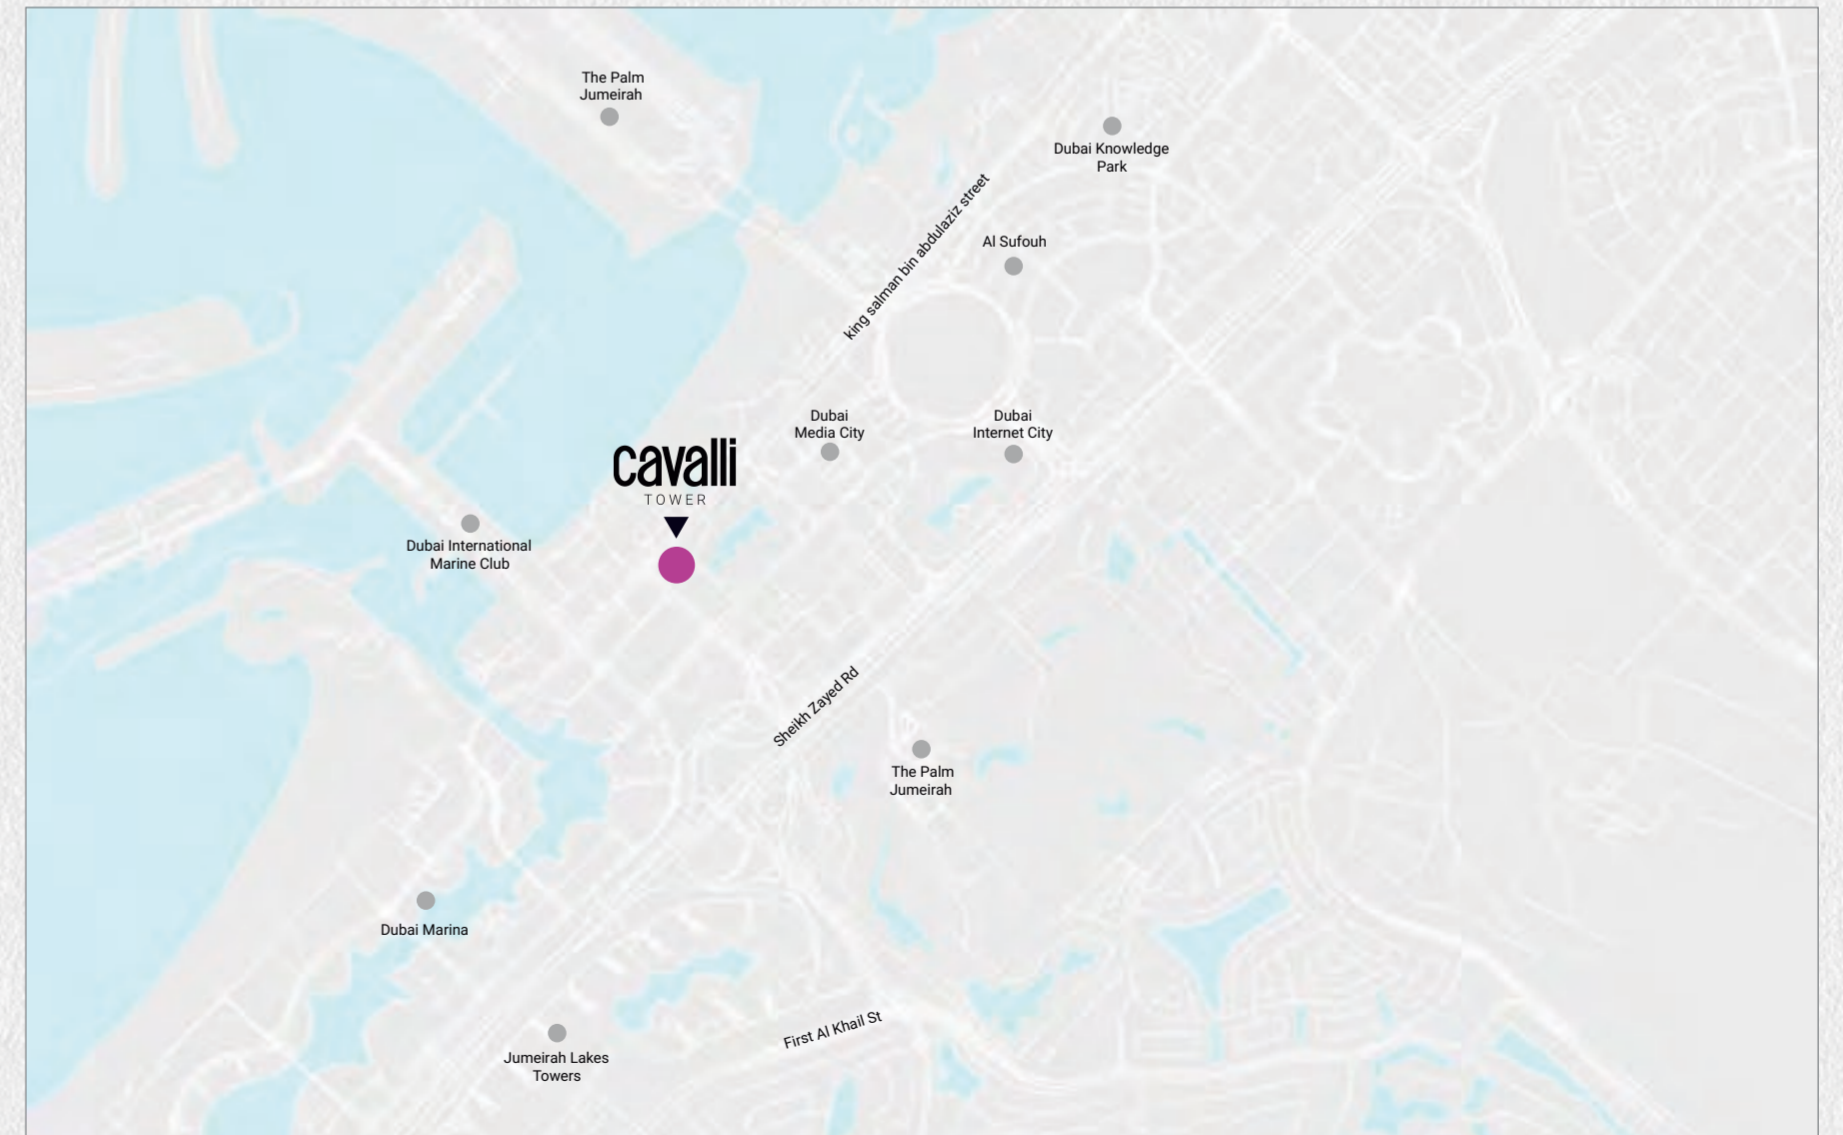 The Palm
Jumeirah
Dubai Knowledge
Park
king salman bin abdulaziz street
Al Sufouh
Dubai
Media City
Dubai
Internet City
cavalli
TOWER
Dubai International
Marine Club
Sheikh Zayed Rd
The Palm
Jumeirah
Dubai Marina
First Al Khail St
Jumeirah Lakes
Towers